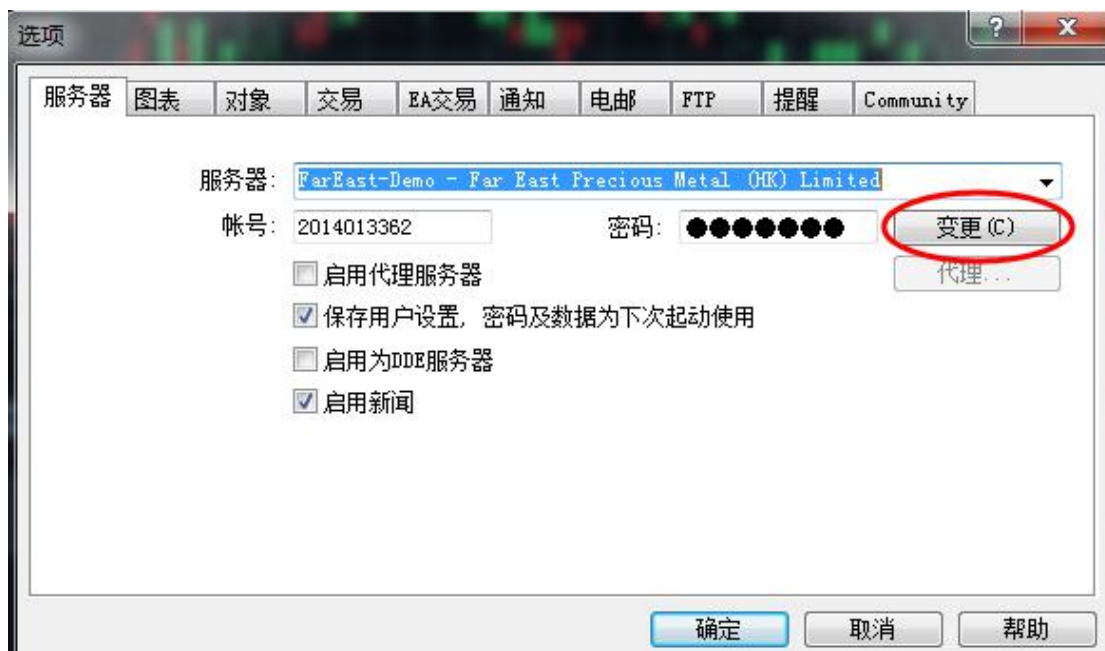 选项
服务器 图表 对象 交易 EA交易 通知 电邮 FTP 提醒 Community
服务器: FarEast-Demo - Far East Precious Metal (HK) Limited
帐号: 2014013362 密码: ●●●●●●● 变更(C)
启用代理服务器 代理...
保存用户设置, 密码及数据为下次起动使用
启用为DDE服务器
启用新闻
确定 取消 帮助